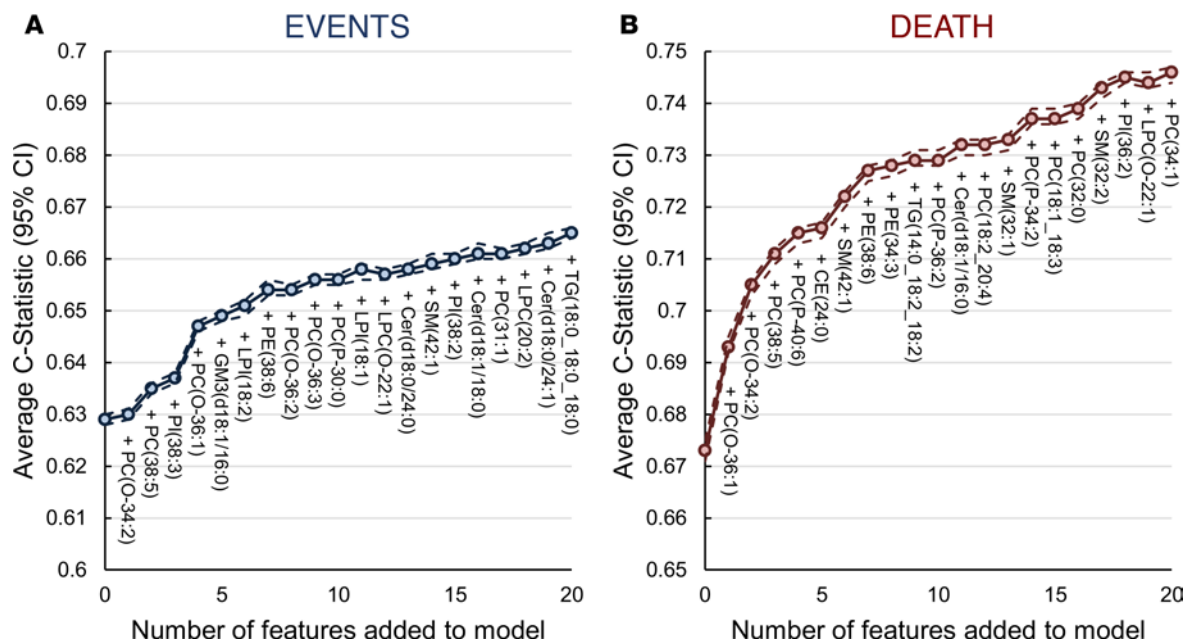 A
EVENTS
Average C-Statistic (95% CI)
0.7
0.69
0.68
0.67
0.66
0.65
0.64
0.63
0.62
0.61
0.6
+ PC(O-34:2)
+ PC(38:5)
+ PI(38:3)
+ PC(O-36:1)
+ GM3(d18:1/16:0)
+ LPI(18:2)
+ PE(38:6)
+ PC(O-36:2)
+ PC(O-36:3)
+ PC(P-30:0)
+ LPI(18:1)
+ LPC(O-22:1)
+ Cer(d18:0/24:0)
+ SM(42:1)
+ PI(38:2)
+ Cer(d18:1/18:0)
+ PC(31:1)
+ LPC(20:2)
+ Cer(d18:0/24:1)
+ TG(18:0_18:0_18:0)
0
5
10
15
20
Number of features added to model
B
DEATH
Average C-Statistic (95% CI)
0.75
0.74
0.73
0.72
0.71
0.7
0.69
0.68
0.67
0.66
0.65
+ PC(O-36:1)
+ PC(O-34:2)
+ PC(38:5)
+ PC(P-40:6)
+ CE(24:0)
+ SM(42:1)
+ PE(38:6)
+ PE(34:3)
+ TG(14:0_18:2_18:2)
+ PC(P-36:2)
+ Cer(d18:1/16:0)
+ PC(18:2_20:4)
+ SM(32:1)
+ PC(P-34:2)
+ PC(18:1_18:3)
+ PC(32:0)
+ SM(32:2)
+ PI(36:2)
+ LPC(O-22:1)
+ PC(34:1)
0
5
10
15
20
Number of features added to model